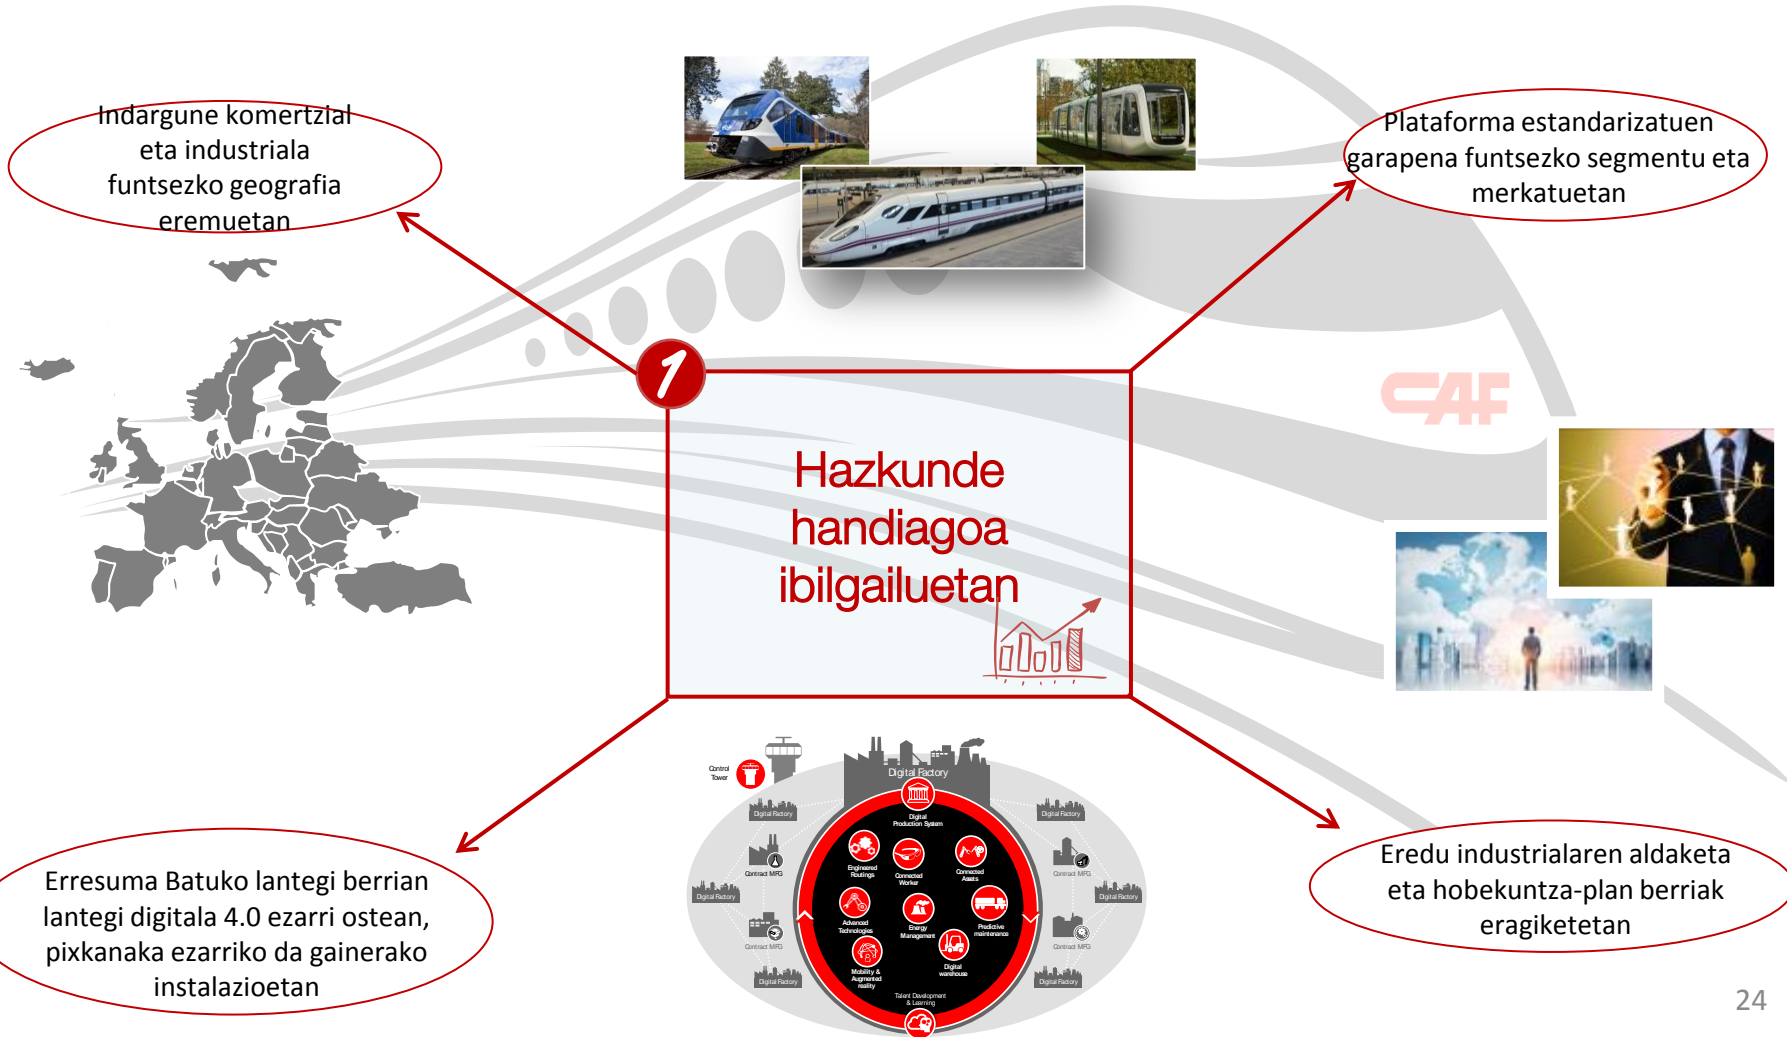 Indargune komertzial
eta industriala
funtsezko geografia
eremuetan
Plataforma estandarizatuen
garapena funtsezko segmentu eta
merkatuetan
CAF
1
Hazkunde
handiagoa
ibilgailuetan
Erresuma Batuko lantegi berrian
lantegi digitala 4.0 ezarri ostean,
pixkanaka ezarriko da gainerako
instalazioetan
Eredu industrialaren aldaketa
eta hobekuntza-plan berriak
eragiketetan
Control
Tower
Digital Factory
Digital
Production System
Digital Factory
Digital Factory
Contract MFG
Contract MFG
Digital Factory
Digital Factory
Contract MFG
Contract MFG
Digital Factory
Digital Factory
Engineered
Routings
Connected
Worker
Connected
Assets
Advanced
Technologies
Energy
Management
Predictive
maintenance
Mobility &
Augmented
reality
Digital
warehouse
Talent Development
& Learning
24